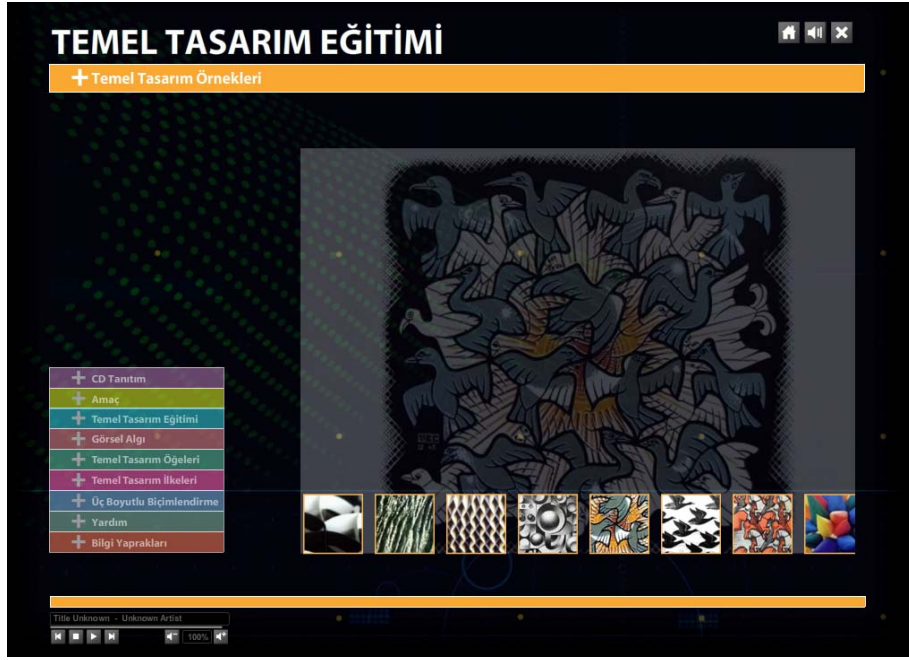 TEMEL TASARIM EĞİTİMİ
Temel Tasarım Örnekleri
CD Tanıtım
Amaç
Temel Tasarım Eğitimi
Görsel Algı
Temel Tasarım Öğeleri
Temel Tasarım İlkeleri
Üç Boyutlu Biçimlendirme
Yardım
Bilgi Yaprakları
Title Unknown - Unknown Artist
100%